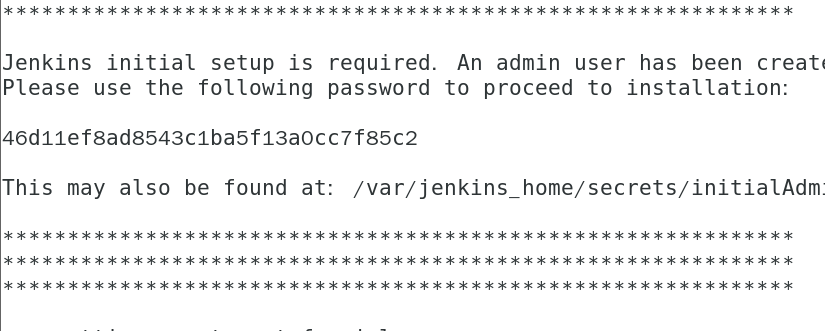 *************************************************************
Jenkins initial setup is required. An admin user has been create
Please use the following password to proceed to installation:
46d11ef8ad8543c1ba5f13a0cc7f85c2
This may also be found at: /var/jenkins_home/secrets/initialAdmi
*************************************************************
*************************************************************
*************************************************************